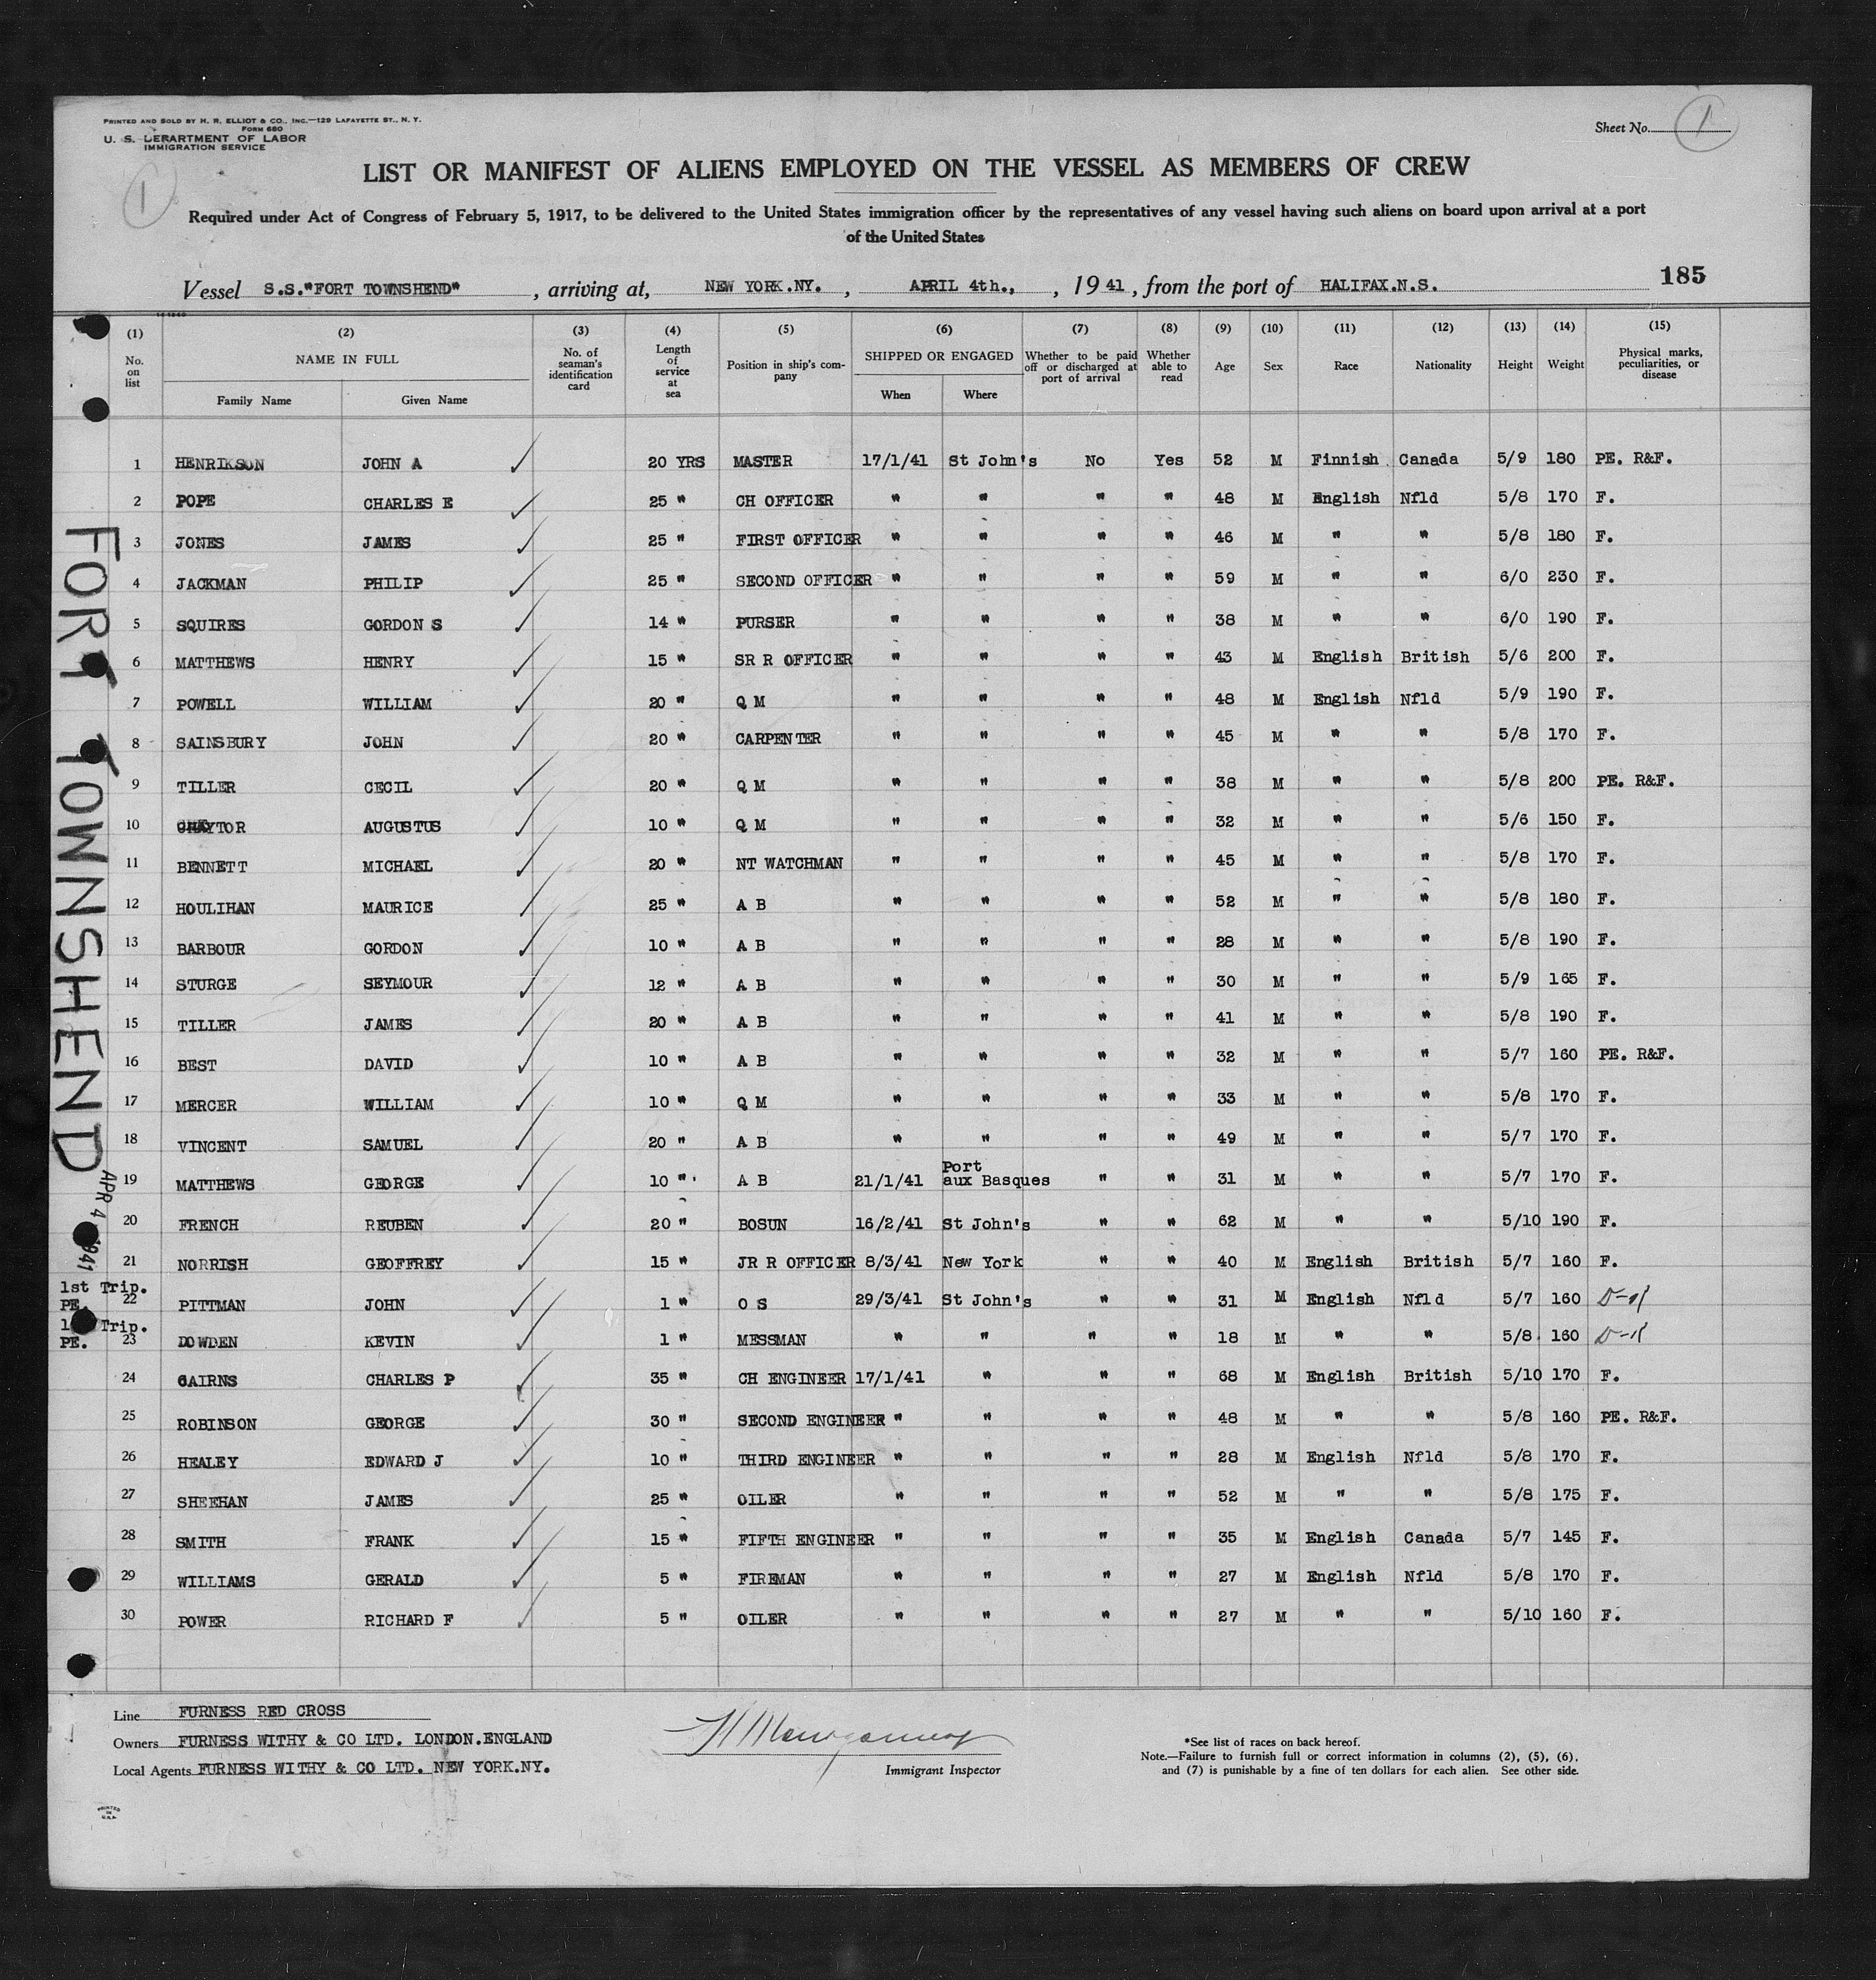 PRINTED AND SOLD BY H. R. ELLIOT & CO., INC.—129 LAFAYETTE ST., N. Y.
FORM 680
U. S. DEPARTMENT OF LABOR
IMMIGRATION SERVICE
Sheet No. 1
1
LIST OR MANIFEST OF ALIENS EMPLOYED ON THE VESSEL AS MEMBERS OF CREW
Required under Act of Congress of February 5, 1917, to be delivered to the United States immigration officer by the representatives of any vessel having such aliens on board upon arrival at a port
of the United States
185
Vessel S.S."FORT TOWNSHEND" , arriving at, NEW YORK.NY. , APRIL 4th., , 19 41 , from the port of HALIFAX.N.S.
(1) (2) (3) (4) (5) (6) (7) (8) (9) (10) (11) (12) (13) (14) (15)
No. on list NAME IN FULL Family Name Given Name No. of seaman's identification card Length of service at sea Position in ship's company SHIPPED OR ENGAGED When Where Whether to be paid off or discharged at port of arrival Whether able to read Age Sex Race Nationality Height Weight Physical marks, peculiarities, or disease
1 HENRIKSON JOHN A 20 YRS MASTER 17/1/41 St John's No Yes 52 M Finnish Canada 5/9 180 PE. R&F.
2 POPE CHARLES E 25 " CH OFFICER " " " " 48 M English Nfld 5/8 170 F.
3 JONES JAMES 25 " FIRST OFFICER " " " " 46 M " " 5/8 180 F.
4 JACKMAN PHILIP 25 " SECOND OFFICER " " " " 59 M " " 6/0 230 F.
5 SQUIRES GORDON S 14 " PURSER " " " " 38 M " " 6/0 190 F.
6 MATTHEWS HENRY 15 " SR R OFFICER " " " " 43 M English British 5/6 200 F.
7 POWELL WILLIAM 20 " Q M " " " " 48 M English Nfld 5/9 190 F.
8 SAINSBURY JOHN 20 " CARPENTER " " " " 45 M " " 5/8 170 F.
9 TILLER CECIL 20 " Q M " " " " 38 M " " 5/8 200 PE. R&F.
10 CHAYTOR AUGUSTUS 10 " Q M " " " " 32 M " " 5/6 150 F.
11 BENNETT MICHAEL 20 " NT WATCHMAN " " " " 45 M " " 5/8 170 F.
12 HOULIHAN MAURICE 25 " A B " " " " 52 M " " 5/8 180 F.
13 BARBOUR GORDON 10 " A B " " " " 28 M " " 5/8 190 F.
14 STURGE SEYMOUR 12 " A B " " " " 30 M " " 5/9 165 F.
15 TILLER JAMES 20 " A B " " " " 41 M " " 5/8 190 F.
16 BEST DAVID 10 " A B " " " " 32 M " " 5/7 160 PE. R&F.
17 MERCER WILLIAM 10 " Q M " " " " 33 M " " 5/8 170 F.
18 VINCENT SAMUEL 20 " A B " " " " 49 M " " 5/7 170 F.
19 MATTHEWS GEORGE 10 " A B 21/1/41 Port aux Basques " " 31 M " " 5/7 170 F.
20 FRENCH REUBEN 20 " BOSUN 16/2/41 St John's " " 62 M " " 5/10 190 F.
21 NORRISH GEOFFREY 15 " JR R OFFICER 8/3/41 New York " " 40 M English British 5/7 160 F.
1st Trip. PE. 22 PITTMAN JOHN 1 " O S 29/3/41 St John's " " 31 M English Nfld 5/7 160
1st Trip. PE. 23 DOWDEN KEVIN 1 " MESSMAN " " " " 18 M " " 5/8 160
24 CAIRNS CHARLES P 35 " CH ENGINEER 17/1/41 " " " 68 M English British 5/10 170 F.
25 ROBINSON GEORGE 30 " SECOND ENGINEER " " " " 48 M " " 5/8 160 PE. R&F.
26 HEALEY EDWARD J 10 " THIRD ENGINEER " " " " 28 M English Nfld 5/8 170 F.
27 SHEEHAN JAMES 25 " OILER " " " " 52 M " " 5/8 175 F.
28 SMITH FRANK 15 " FIFTH ENGINEER " " " " 35 M English Canada 5/7 145 F.
29 WILLIAMS GERALD 5 " FIREMAN " " " " 27 M English Nfld 5/8 170 F.
30 POWER RICHARD F 5 " OILER " " " " 27 M " " 5/10 160 F.
FORT TOWNSHEND
APR 4 1941
Line FURNESS RED CROSS
Owners FURNESS WITHY & CO LTD. LONDON.ENGLAND
Local Agents FURNESS WITHY & CO LTD. NEW YORK.NY.
Immigrant Inspector
*See list of races on back hereof.
Note.—Failure to furnish full or correct information in columns (2), (5), (6),
and (7) is punishable by a fine of ten dollars for each alien. See other side.
PRINTED
IN
U.S.A.